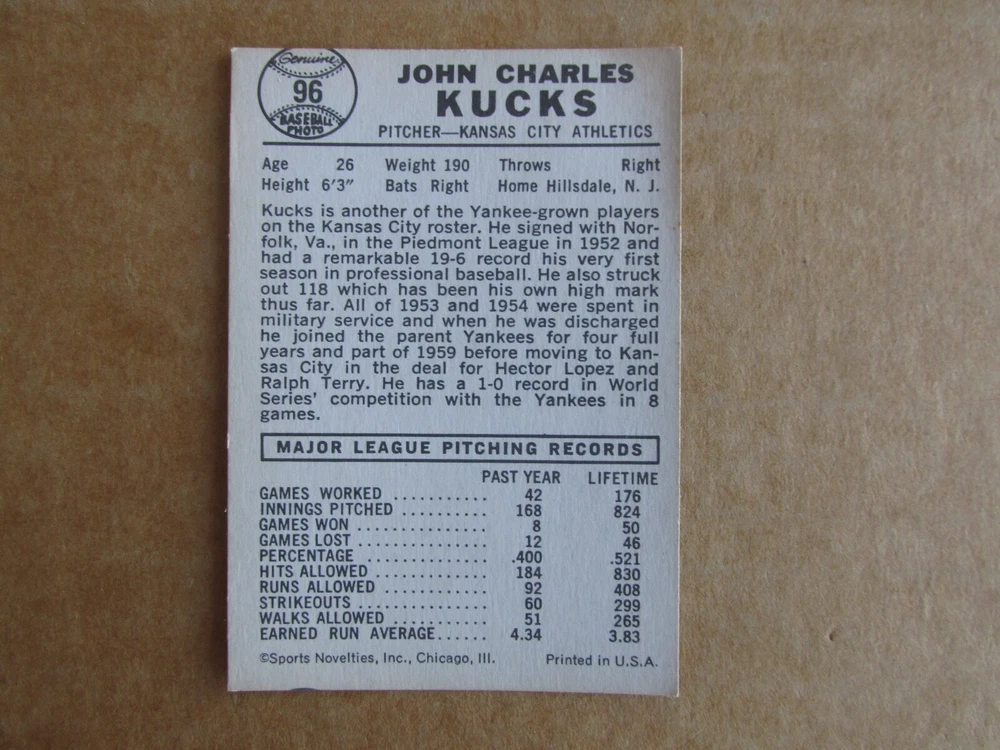 Genuine
96
BASEBALL
PHOTO
JOHN CHARLES
KUCKS
PITCHER—KANSAS CITY ATHLETICS
Age 26 Weight 190 Throws Right
Height 6'3" Bats Right Home Hillsdale, N. J.
Kucks is another of the Yankee-grown players
on the Kansas City roster. He signed with Nor-
folk, Va., in the Piedmont League in 1952 and
had a remarkable 19-6 record his very first
season in professional baseball. He also struck
out 118 which has been his own high mark
thus far. All of 1953 and 1954 were spent in
military service and when he was discharged
he joined the parent Yankees for four full
years and part of 1959 before moving to Kan-
sas City in the deal for Hector Lopez and
Ralph Terry. He has a 1-0 record in World
Series' competition with the Yankees in 8
games.
MAJOR LEAGUE PITCHING RECORDS
PAST YEAR LIFETIME
GAMES WORKED ........... 42 176
INNINGS PITCHED .......... 168 824
GAMES WON ............... 8 50
GAMES LOST ............... 12 46
PERCENTAGE .............. .400 .521
HITS ALLOWED ............. 184 830
RUNS ALLOWED ............ 92 408
STRIKEOUTS ............... 60 299
WALKS ALLOWED ........... 51 265
EARNED RUN AVERAGE...... 4.34 3.83
©Sports Novelties, Inc., Chicago, Ill. Printed in U.S.A.